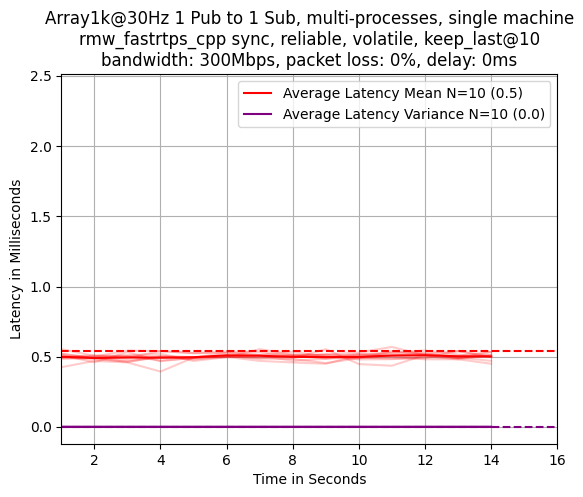 Array1k@30Hz 1 Pub to 1 Sub, multi-processes, single machine
rmw_fastrtps_cpp sync, reliable, volatile, keep_last@10
bandwidth: 300Mbps, packet loss: 0%, delay: 0ms
Average Latency Mean N=10 (0.5)
Average Latency Variance N=10 (0.0)
Latency in Milliseconds
2.5
2.0
1.5
1.0
0.5
0.0
2 4 6 8 10 12 14 16
Time in Seconds